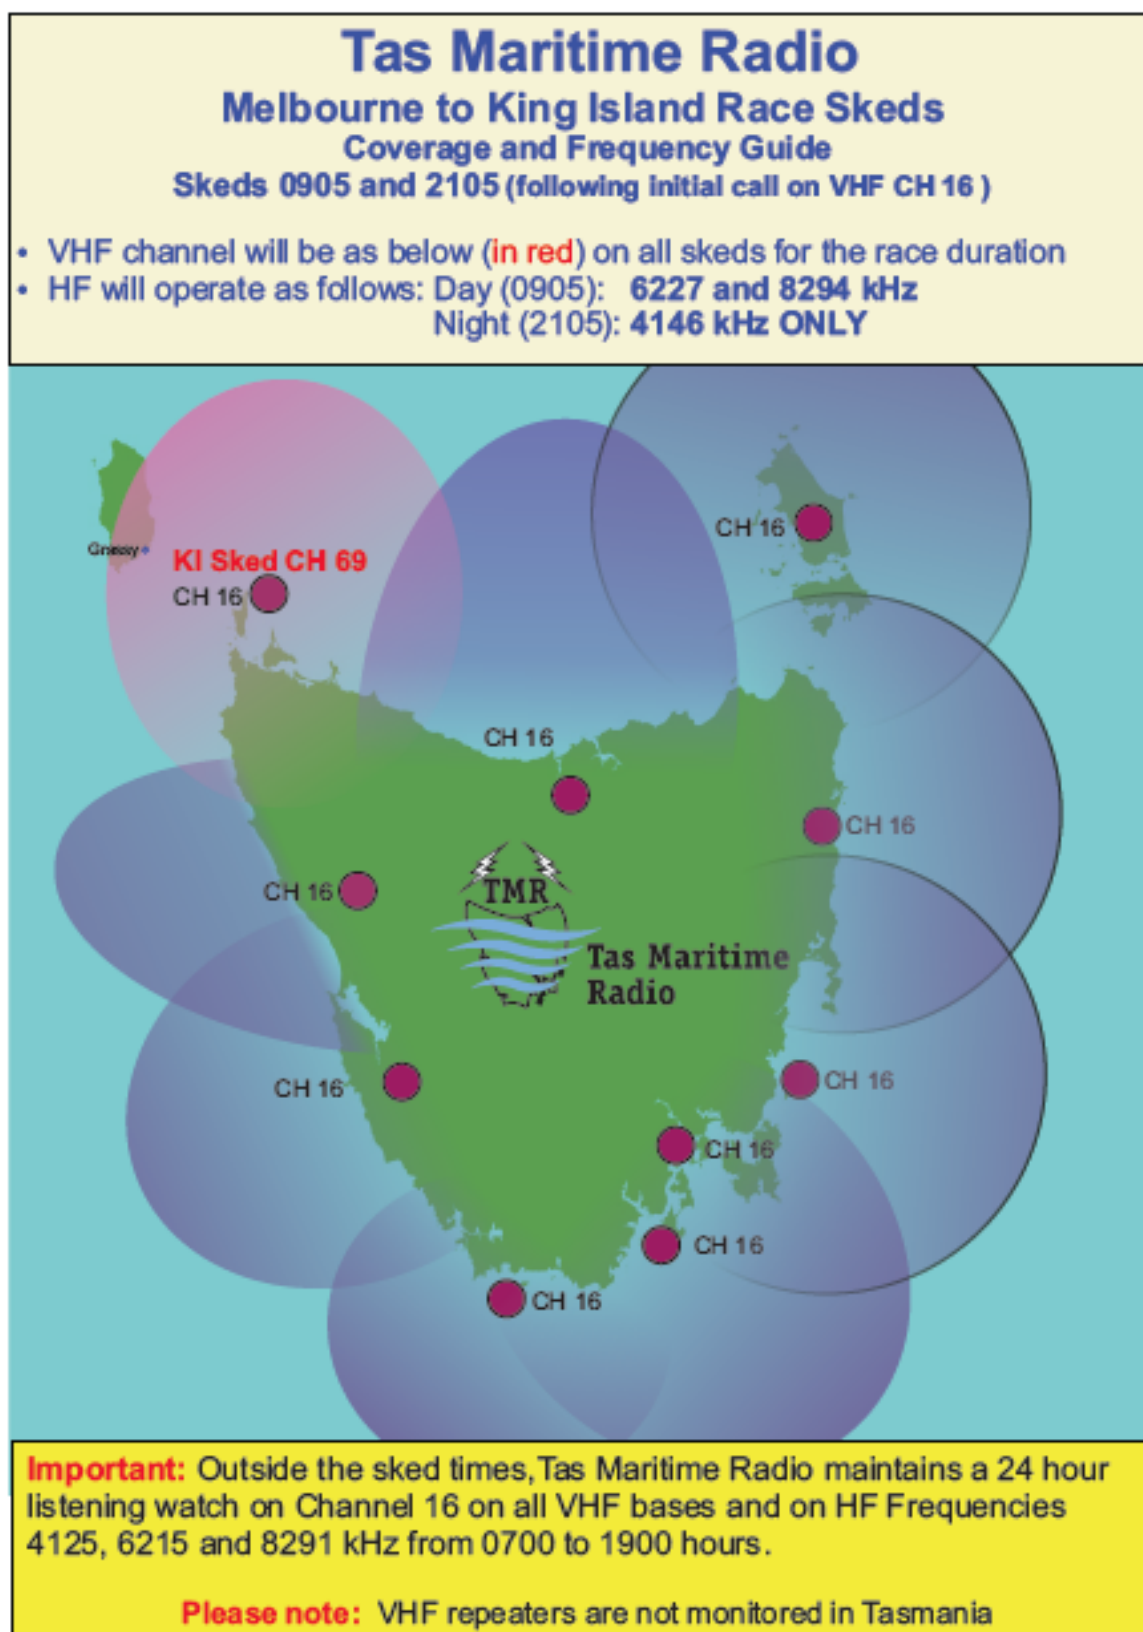 Tas Maritime Radio
Melbourne to King Island Race Skeds
Coverage and Frequency Guide
Skeds 0905 and 2105 (following initial call on VHF CH 16 )
• VHF channel will be as below (in red) on all skeds for the race duration
• HF will operate as follows: Day (0905): 6227 and 8294 kHz
Night (2105): 4146 kHz ONLY
CH 16
Grassy
KI Sked CH 69
CH 16
CH 16
CH 16
CH 16
TMR
Tas Maritime
Radio
CH 16
CH 16
CH 16
CH 16
CH 16
Important: Outside the sked times, Tas Maritime Radio maintains a 24 hour
listening watch on Channel 16 on all VHF bases and on HF Frequencies
4125, 6215 and 8291 kHz from 0700 to 1900 hours.
Please note: VHF repeaters are not monitored in Tasmania